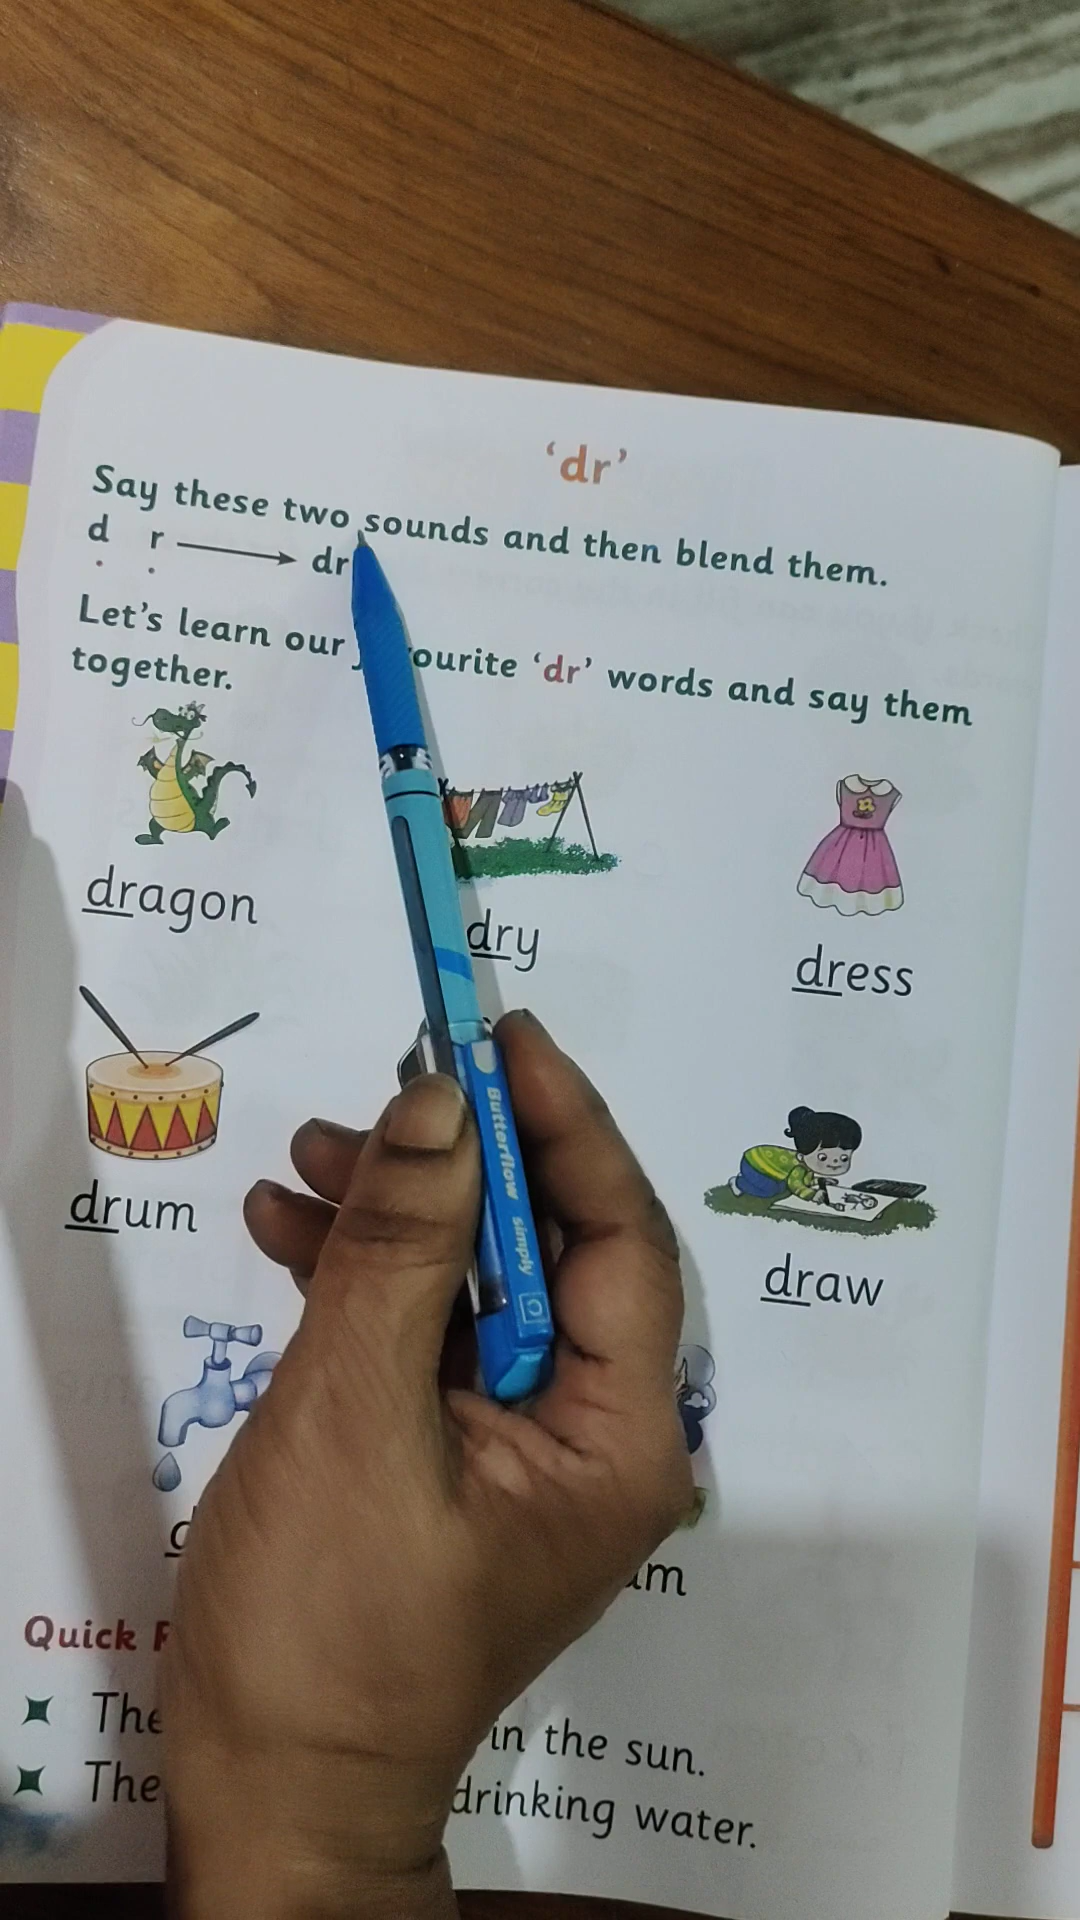 ‘dr’
Say these two sounds and then blend them.
d r dr
Let’s learn our ourite ‘dr’ words and say them
together.
dragon dry dress
drum draw
Quick
The in the sun.
The drinking water.
Butterflow simply